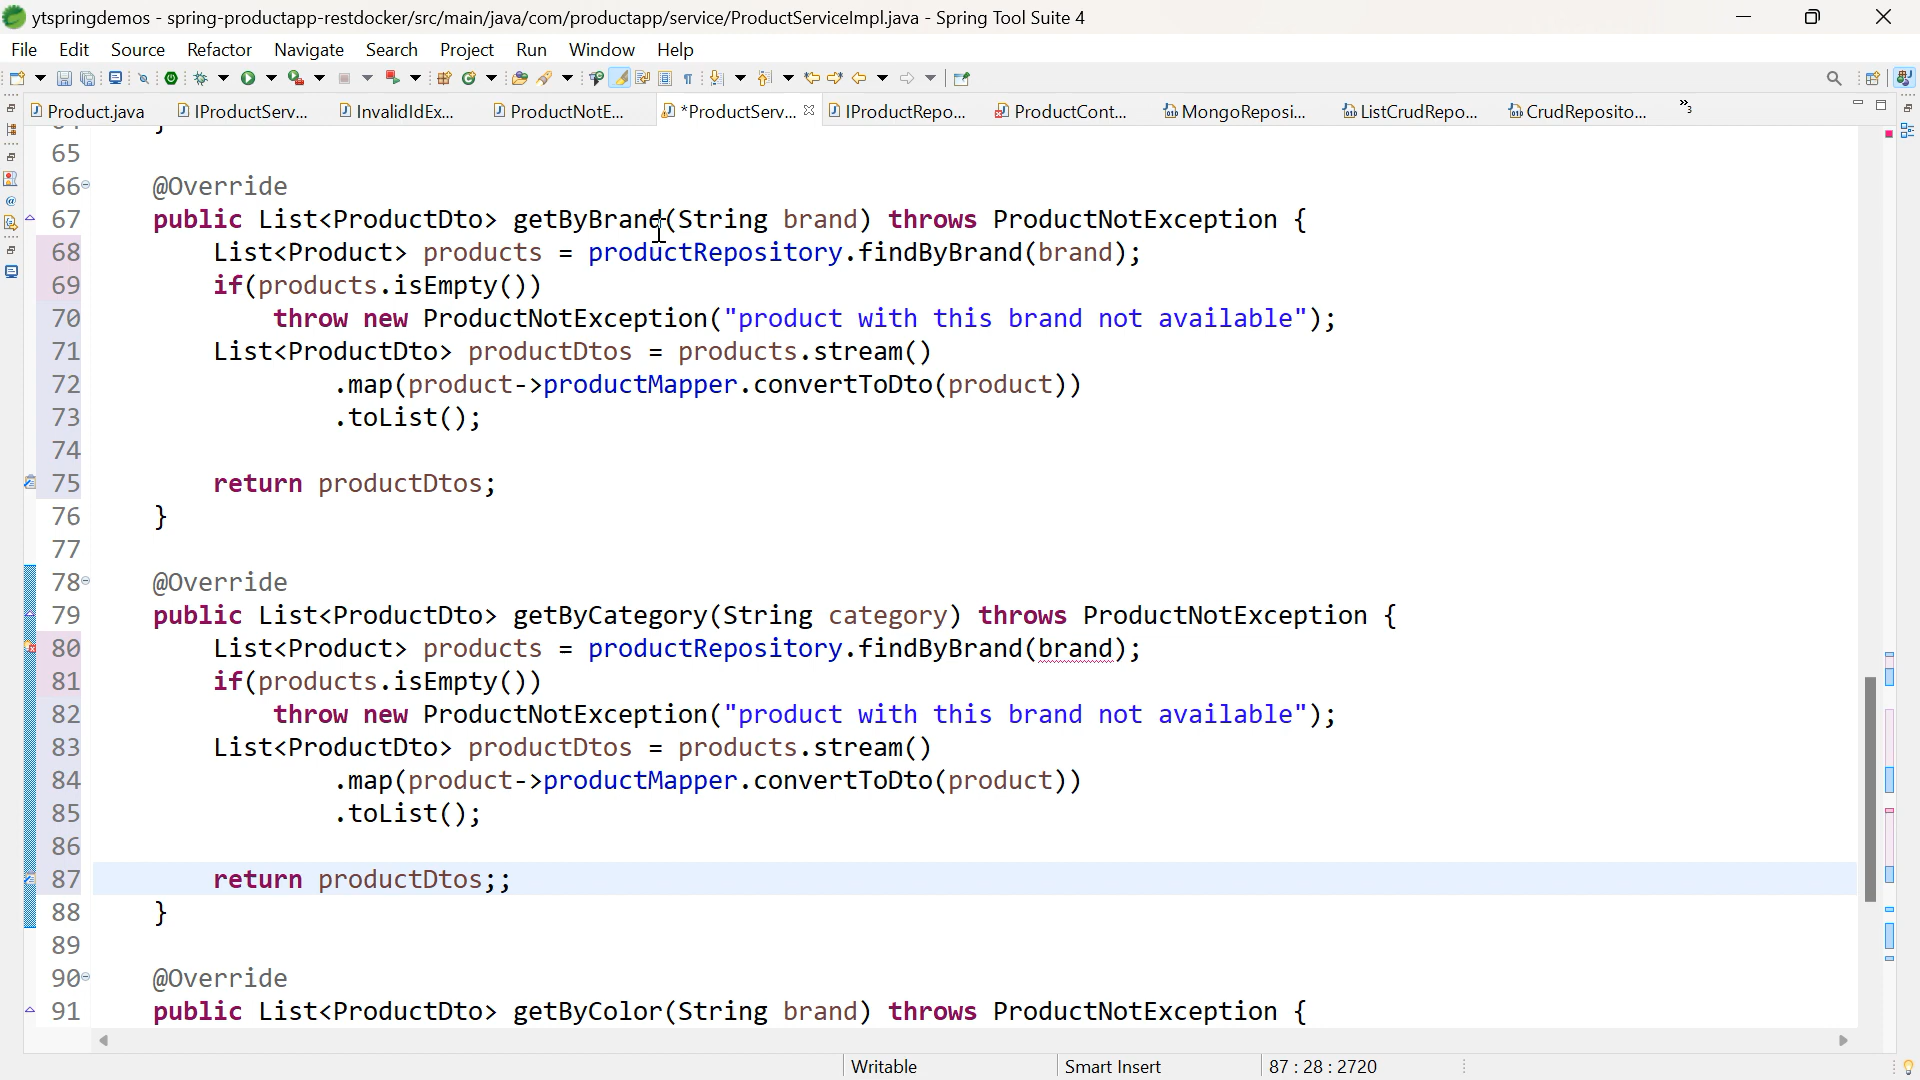 ytspringdemos - spring-productapp-restdocker/src/main/java/com/productapp/service/ProductServiceImpl.java - Spring Tool Suite 4
File Edit Source Refactor Navigate Search Project Run Window Help
Product.java IProductServ... InvalidIdEx... ProductNotE... *ProductServ... IProductRepo... ProductCont... MongoReposi... ListCrudRepo... CrudReposito... »3
65
66 @Override
67 public List<ProductDto> getByBrand(String brand) throws ProductNotException {
68 List<Product> products = productRepository.findByBrand(brand);
69 if(products.isEmpty())
70 throw new ProductNotException("product with this brand not available");
71 List<ProductDto> productDtos = products.stream()
72 .map(product->productMapper.convertToDto(product))
73 .toList();
74
75 return productDtos;
76 }
77
78 @Override
79 public List<ProductDto> getByCategory(String category) throws ProductNotException {
80 List<Product> products = productRepository.findByBrand(brand);
81 if(products.isEmpty())
82 throw new ProductNotException("product with this brand not available");
83 List<ProductDto> productDtos = products.stream()
84 .map(product->productMapper.convertToDto(product))
85 .toList();
86
87 return productDtos;;
88 }
89
90 @Override
91 public List<ProductDto> getByColor(String brand) throws ProductNotException {
Writable Smart Insert 87 : 28 : 2720